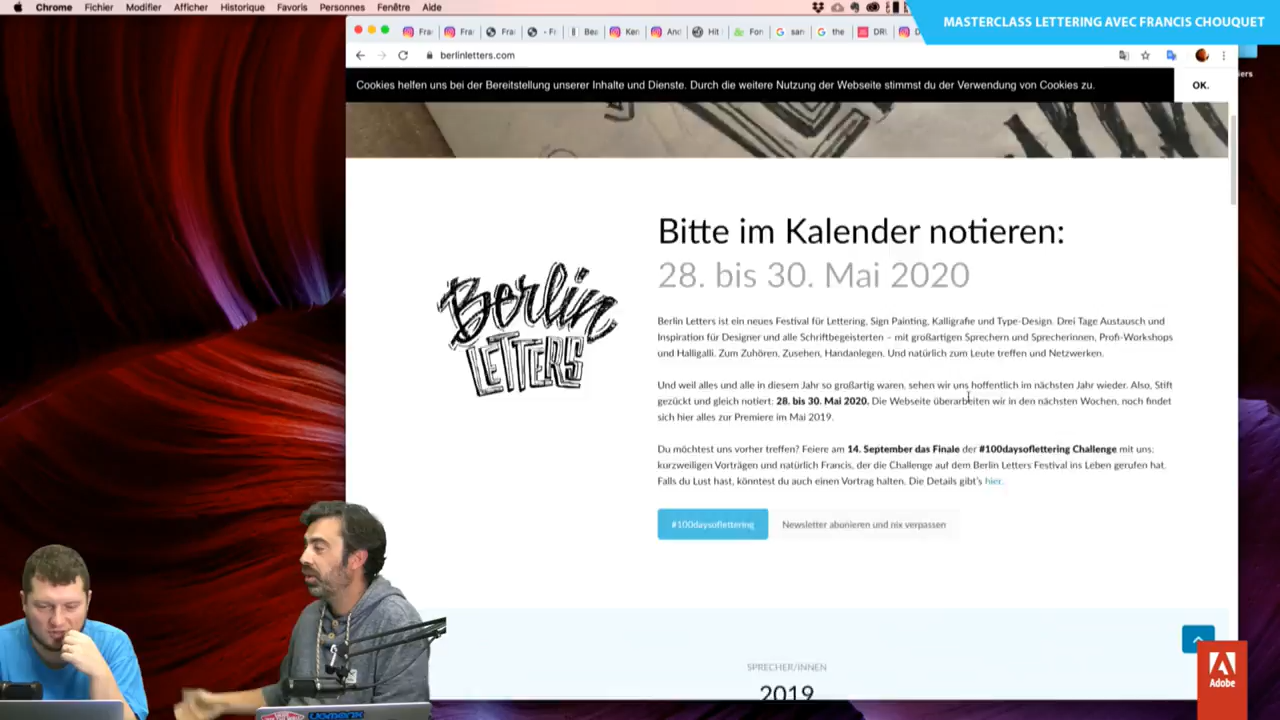 Chrome Fichier Modifier Afficher Historique Favoris Personnes Fenêtre Aide
MASTERCLASS LETTERING AVEC FRANCIS CHOUQUET
berlinletters.com
Cookies helfen uns bei der Bereitstellung unserer Inhalte und Dienste. Durch die weitere Nutzung der Webseite stimmst du der Verwendung von Cookies zu.
OK.
Bitte im Kalender notieren:
28. bis 30. Mai 2020
Berlin
LETTERS
Berlin Letters ist ein neues Festival für Lettering, Sign Painting, Kalligrafie und Type-Design. Drei Tage Austausch und
Inspiration für Designer und alle Schriftbegeisterten – mit großartigen Sprechern und Sprecherinnen, Profi-Workshops
und Halligalli. Zum Zuhören, Zusehen, Handanlegen. Und natürlich zum Leute treffen und Netzwerken.
Und weil alles und alle in diesem Jahr so großartig waren, sehen wir uns hoffentlich im nächsten Jahr wieder. Also, Stift
gezückt und gleich notiert: 28. bis 30. Mai 2020. Die Webseite überarbeiten wir in den nächsten Wochen, noch findet
sich hier alles zur Premiere im Mai 2019.
Du möchtest uns vorher treffen? Feiere am 14. September das Finale der #100daysoflettering Challenge mit uns:
kurzweiligen Vorträgen und natürlich Francis, der die Challenge auf dem Berlin Letters Festival ins Leben gerufen hat.
Falls du Lust hast, könntest du auch einen Vortrag halten. Die Details gibt's hier.
#100daysoflettering
Newsletter abonieren und nix verpassen
SPRECHER/INNEN
2019
Adobe